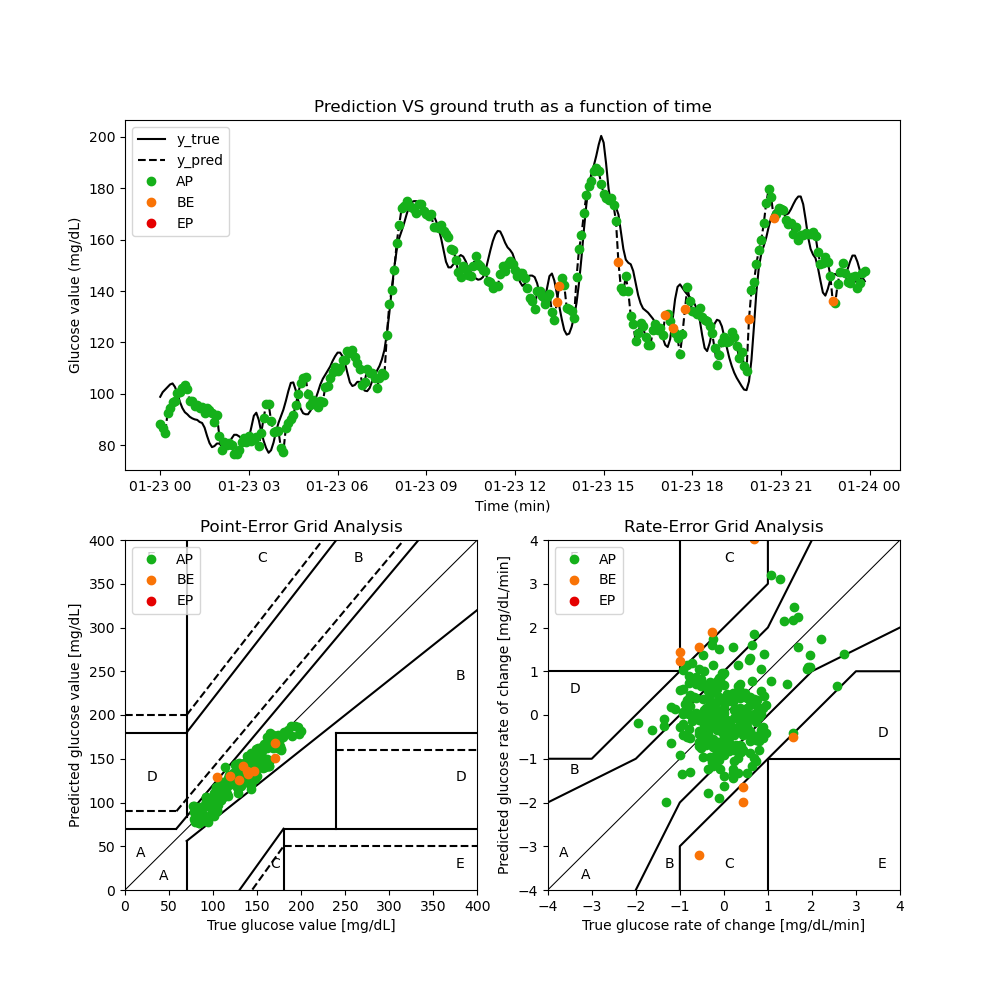 Prediction VS ground truth as a function of time
Glucose value (mg/dL)
200
180
160
140
120
100
80
y_true
y_pred
AP
BE
EP
01-23 00 01-23 03 01-23 06 01-23 09 01-23 12 01-23 15 01-23 18 01-23 21 01-24 00
Time (min)
Point-Error Grid Analysis
Predicted glucose value [mg/dL]
400
350
300
250
200
150
100
50
0
AP
BE
EP
C
B
B
D
D
A
A
C
E
0 50 100 150 200 250 300 350 400
True glucose value [mg/dL]
Rate-Error Grid Analysis
Predicted glucose rate of change [mg/dL/min]
4
3
2
1
0
−1
−2
−3
−4
AP
BE
EP
C
D
D
B
A
A
B
C
E
−4 −3 −2 −1 0 1 2 3 4
True glucose rate of change [mg/dL/min]